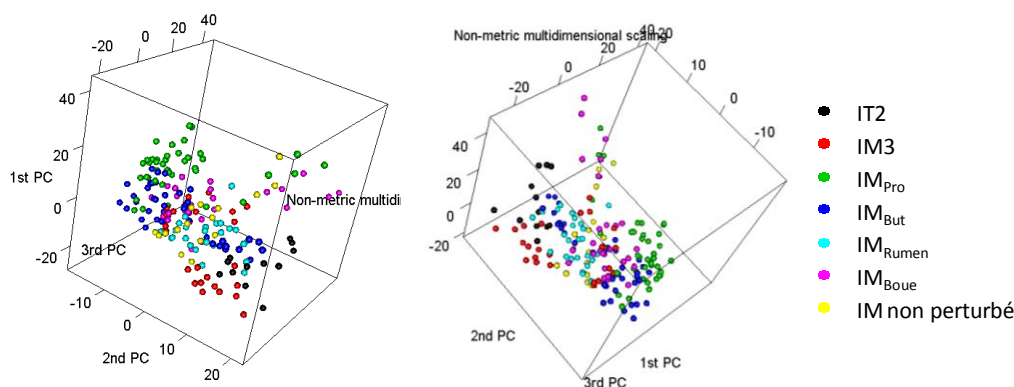 -20 0 20 40
40
20
0
-20
1st PC
3rd PC
-10
0
10
20
2nd PC
Non-metric multidi
Non-metric multidimensional scaling
-20 0 20 40
20
10
0
-10
40
20
0
-20
2nd PC
1st PC
3rd PC
IT2
IM3
IMPro
IMBut
IMRumen
IMBoue
IM non perturbé